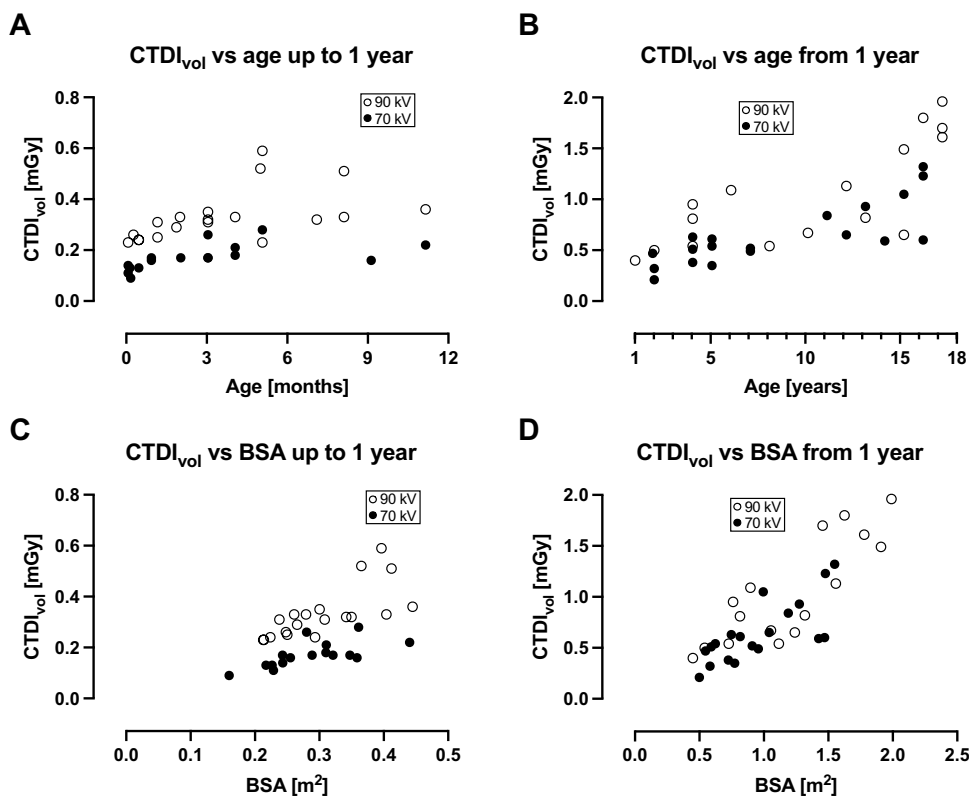 A
CTDIvol vs age up to 1 year
CTDIvol [mGy]
0.8
0.6
0.4
0.2
0.0
90 kV
70 kV
0 3 6 9 12
Age [months]
B
CTDIvol vs age from 1 year
CTDIvol [mGy]
2.0
1.5
1.0
0.5
0.0
90 kV
70 kV
1 5 10 15 18
Age [years]
C
CTDIvol vs BSA up to 1 year
CTDIvol [mGy]
0.8
0.6
0.4
0.2
0.0
90 kV
70 kV
0.0 0.1 0.2 0.3 0.4 0.5
BSA [m²]
D
CTDIvol vs BSA from 1 year
CTDIvol [mGy]
2.0
1.5
1.0
0.5
0.0
90 kV
70 kV
0.0 0.5 1.0 1.5 2.0 2.5
BSA [m²]